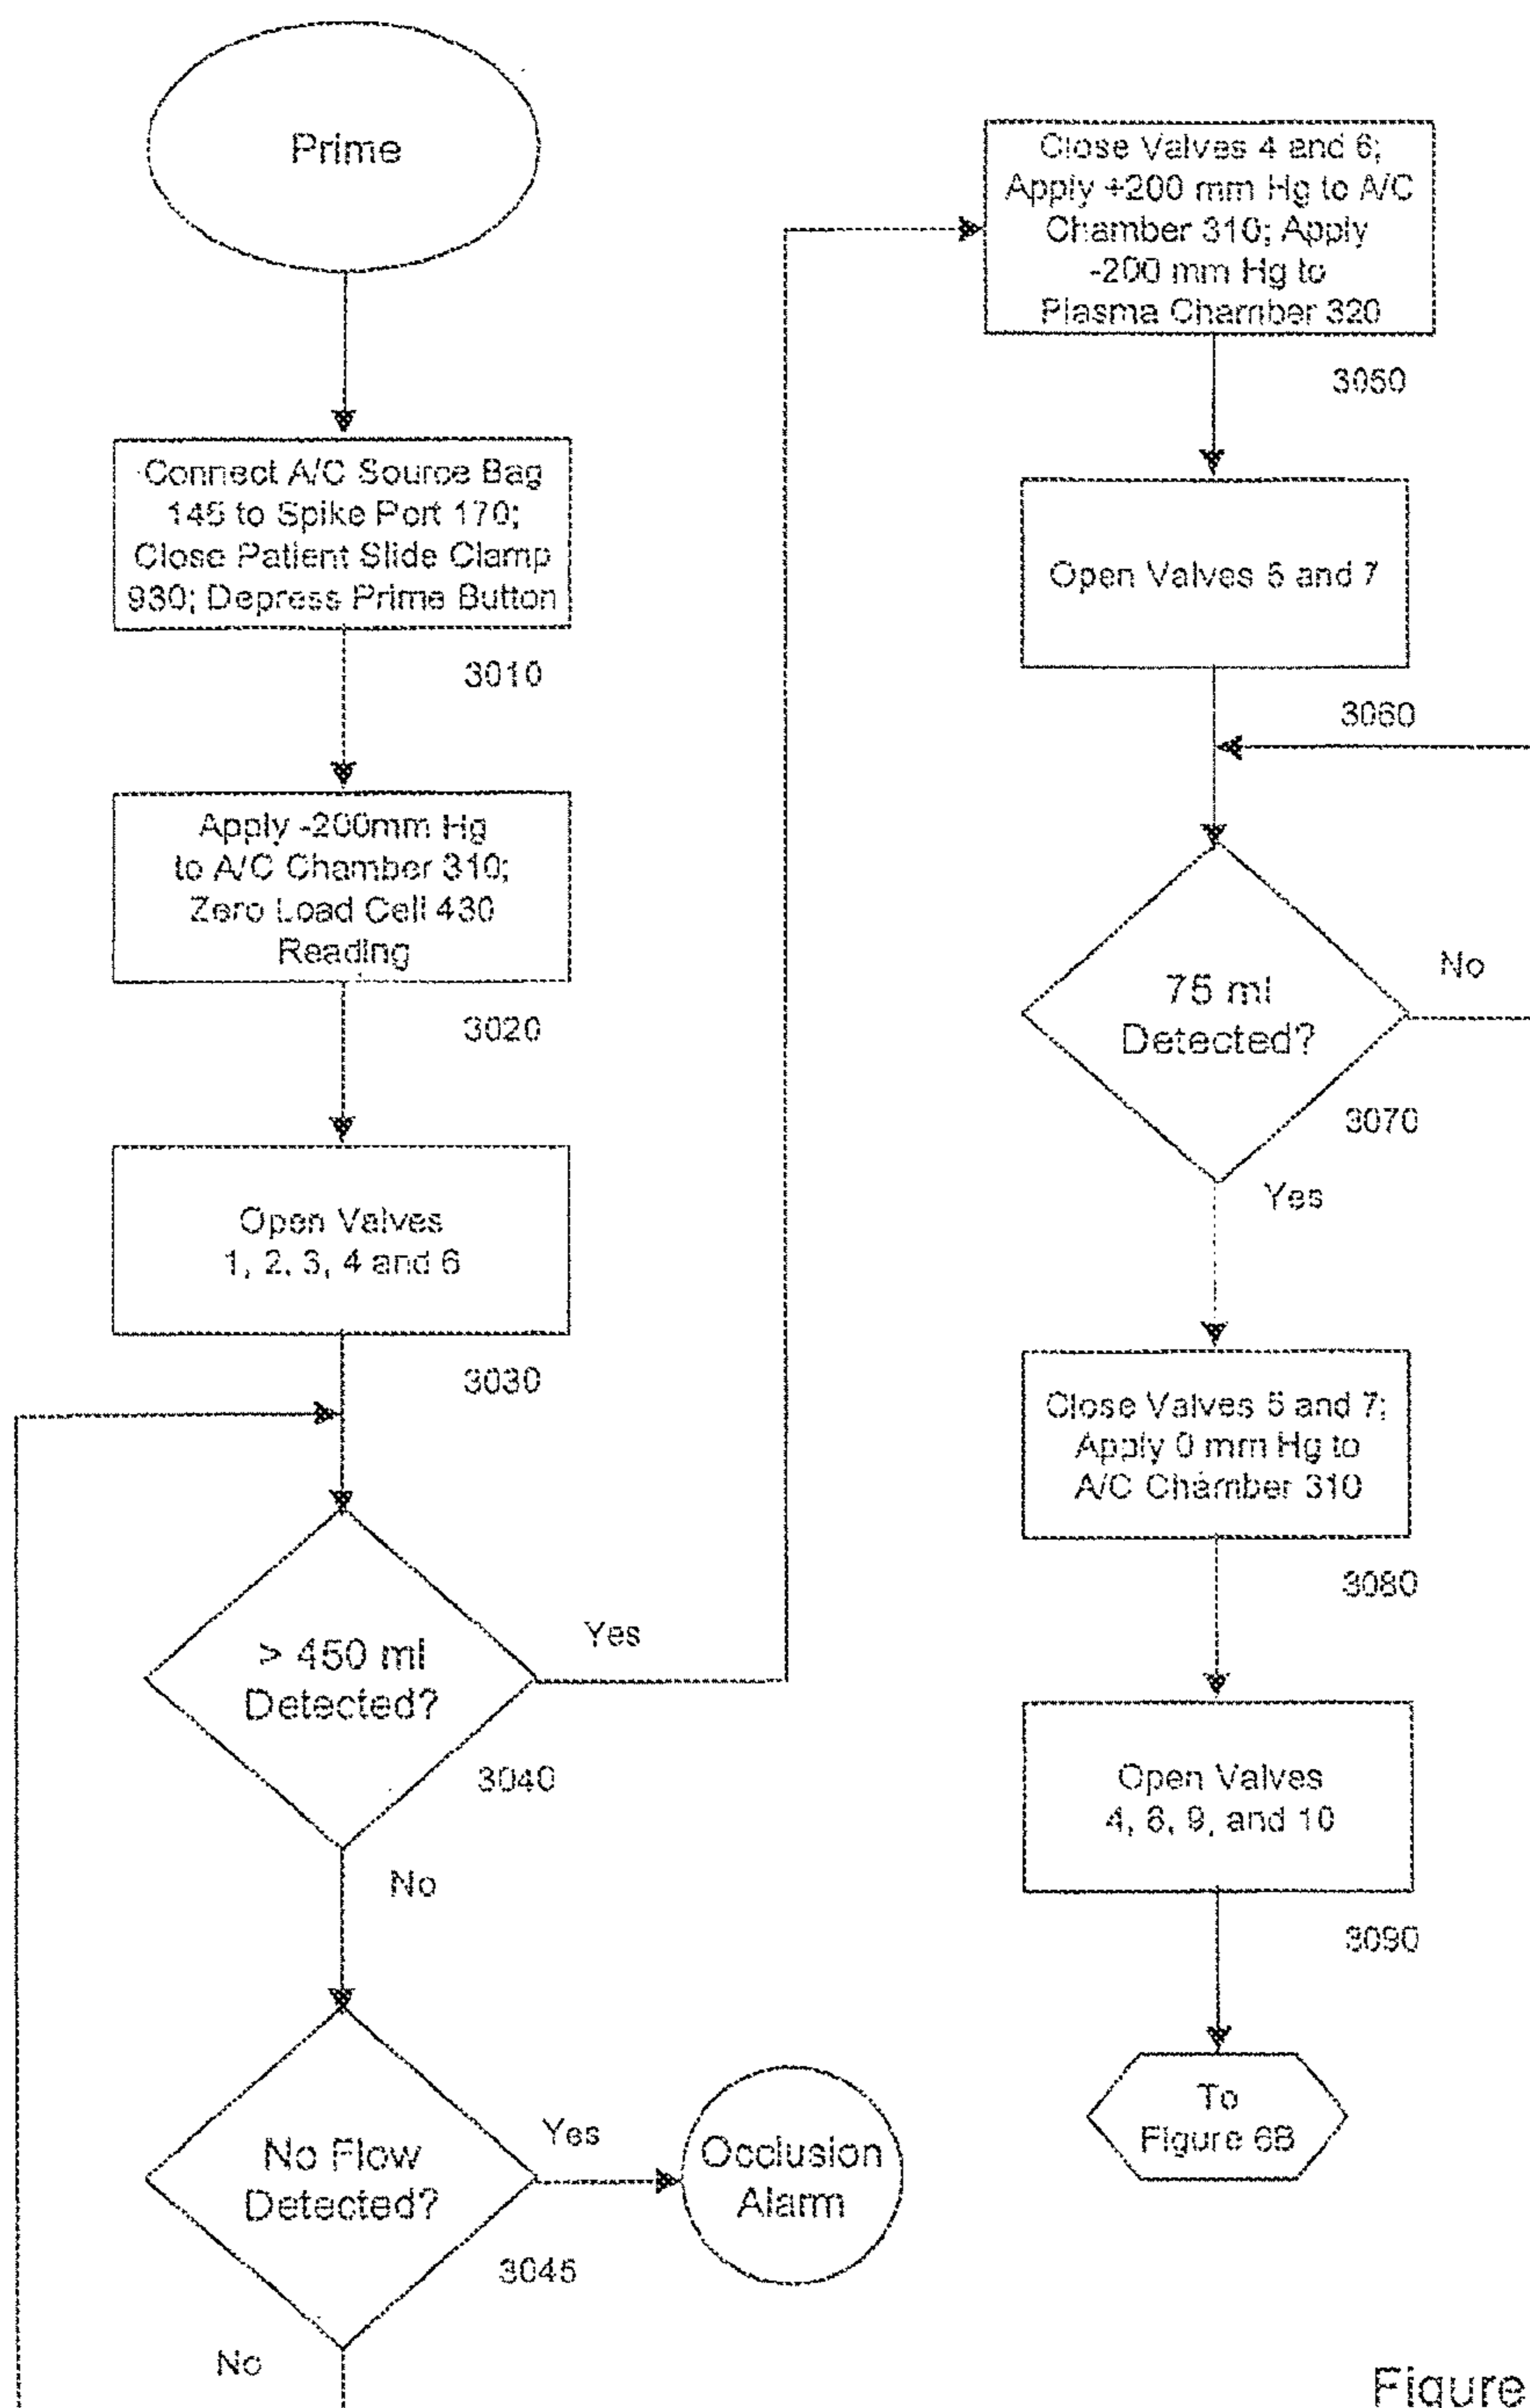 Prime
Connect A/C Source Bag
145 to Spike Port 170;
Close Patient Slide Clamp
930; Depress Prime Button
3010
Apply -200mm Hg
to A/C Chamber 310;
Zero Load Cell 430
Reading
3020
Open Valves
1, 2, 3, 4 and 6
3030
> 450 ml
Detected?
Yes
3040
No
No Flow
Detected?
Yes
3045
No
Occlusion
Alarm
Close Valves 4 and 6;
Apply +200 mm Hg to A/C
Chamber 310; Apply
-200 mm Hg to
Plasma Chamber 320
3050
Open Valves 5 and 7
3060
75 ml
Detected?
No
3070
Yes
Close Valves 5 and 7;
Apply 0 mm Hg to
A/C Chamber 310
3080
Open Valves
4, 8, 9, and 10
3090
To
Figure 6B
Figure